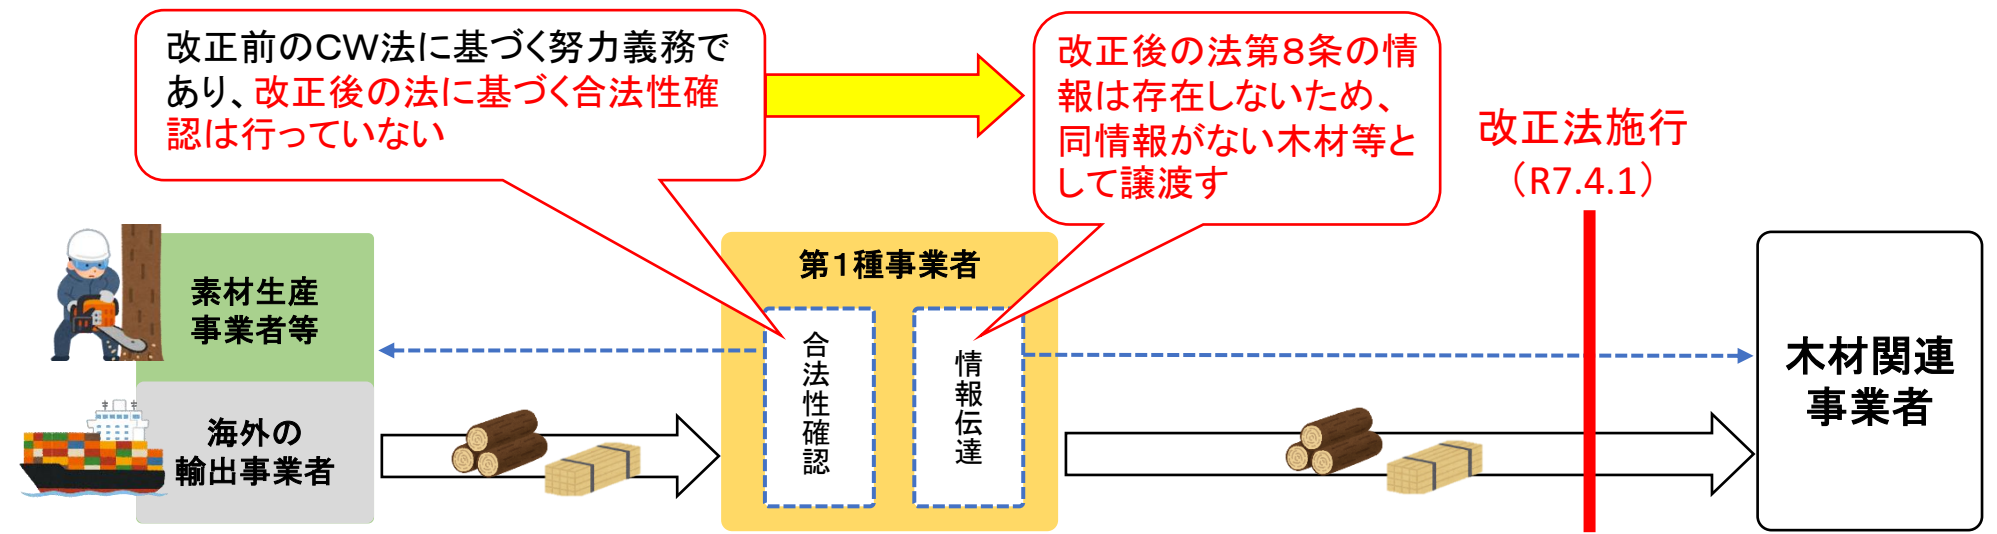 改正前のCW法に基づく努力義務で
あり、改正後の法に基づく合法性確
認は行っていない
改正後の法第8条の情
報は存在しないため、
同情報がない木材等と
して譲渡す
改正法施行
（R7.4.1）
素材生産
事業者等
海外の
輸出事業者
第1種事業者
合法性確認
情報伝達
木材関連
事業者